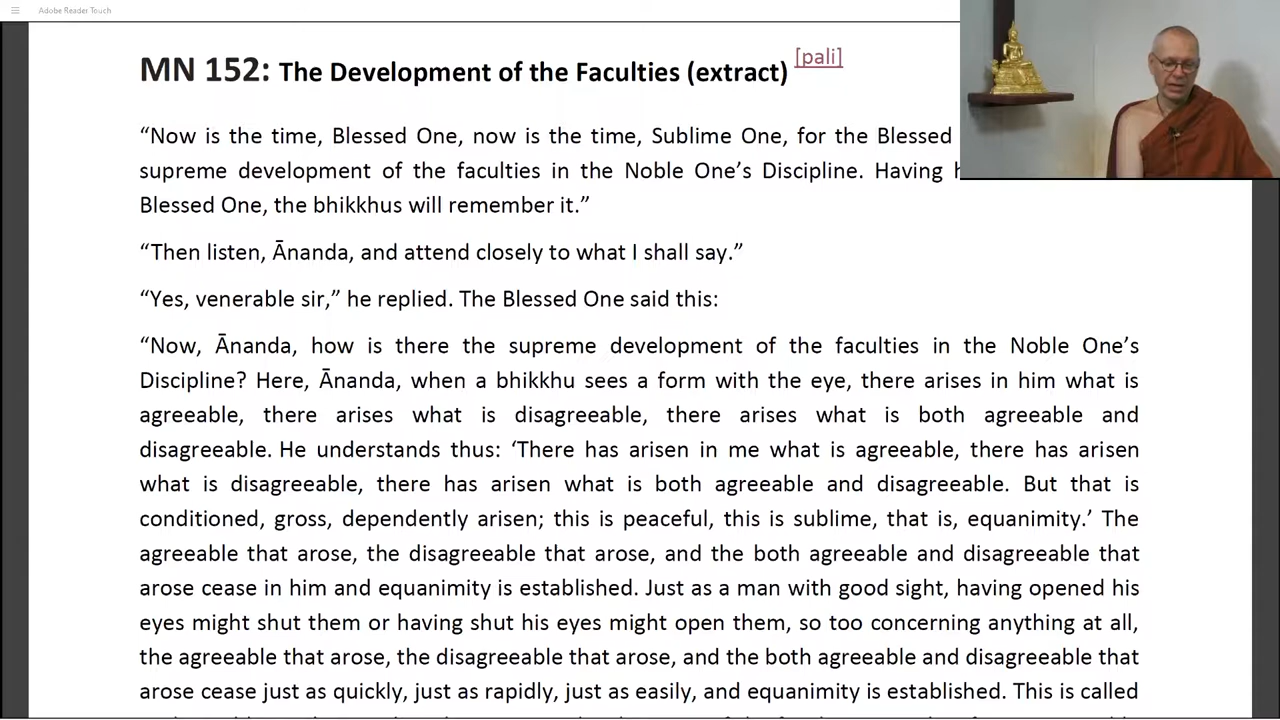 Adobe Reader Touch
MN 152: The Development of the Faculties (extract) [pali]
“Now is the time, Blessed One, now is the time, Sublime One, for the Blessed
supreme development of the faculties in the Noble One’s Discipline. Having
Blessed One, the bhikkhus will remember it.”
“Then listen, Ānanda, and attend closely to what I shall say.”
“Yes, venerable sir,” he replied. The Blessed One said this:
“Now, Ānanda, how is there the supreme development of the faculties in the Noble One’s
Discipline? Here, Ānanda, when a bhikkhu sees a form with the eye, there arises in him what is
agreeable, there arises what is disagreeable, there arises what is both agreeable and
disagreeable. He understands thus: ‘There has arisen in me what is agreeable, there has arisen
what is disagreeable, there has arisen what is both agreeable and disagreeable. But that is
conditioned, gross, dependently arisen; this is peaceful, this is sublime, that is, equanimity.’ The
agreeable that arose, the disagreeable that arose, and the both agreeable and disagreeable that
arose cease in him and equanimity is established. Just as a man with good sight, having opened his
eyes might shut them or having shut his eyes might open them, so too concerning anything at all,
the agreeable that arose, the disagreeable that arose, and the both agreeable and disagreeable that
arose cease just as quickly, just as rapidly, just as easily, and equanimity is established. This is called